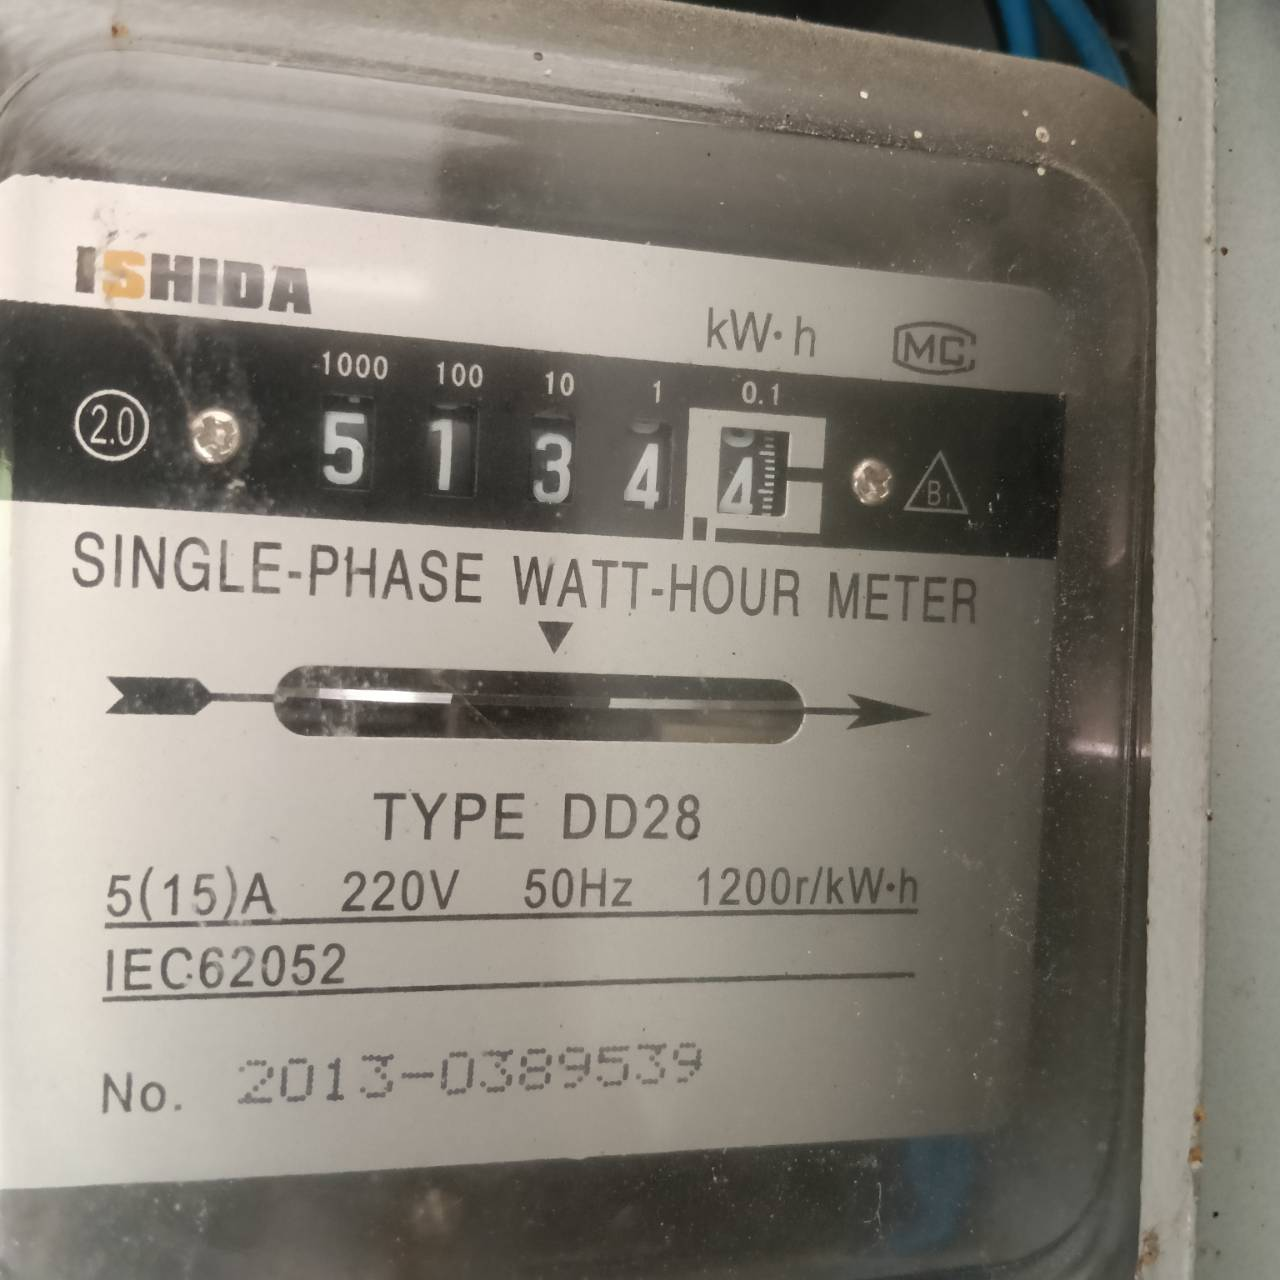 ISHIDA
kW·h
MC
1000 100 10 1 0.1
2.0
5 1 3 4 4
B1
SINGLE-PHASE WATT-HOUR METER
TYPE DD28
5(15)A 220V 50Hz 1200r/kW·h
IEC62052
No. 2013-0389539